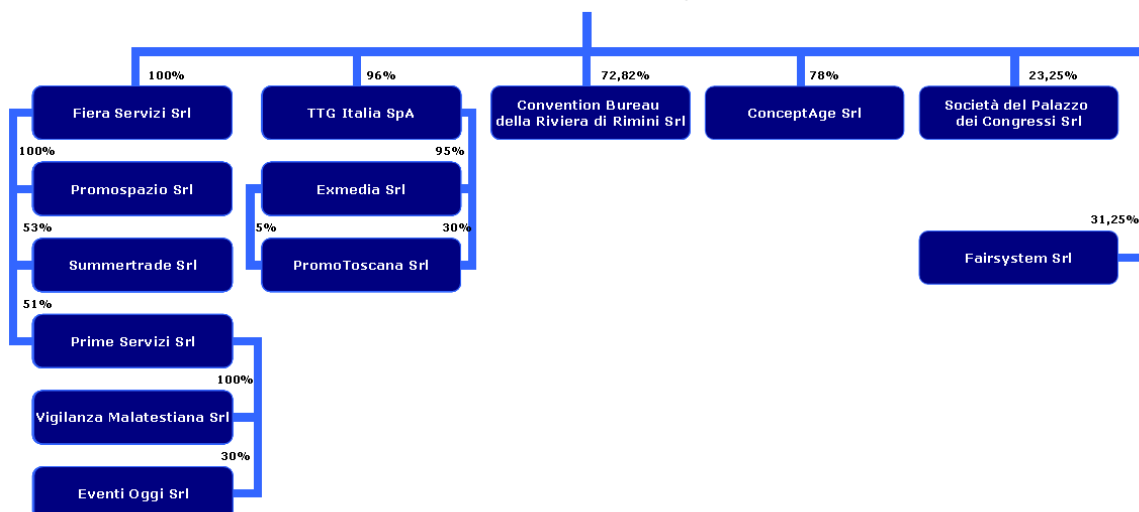 100%
96%
72,82%
78%
23,25%
Fiera Servizi Srl
TTG Italia SpA
Convention Bureau
della Riviera di Rimini Srl
ConceptAge Srl
Società del Palazzo
dei Congressi Srl
100%
95%
Promospazio Srl
Exmedia Srl
53%
5%
30%
31,25%
Summertrade Srl
PromoToscana Srl
Fairsystem Srl
51%
Prime Servizi Srl
100%
Vigilanza Malatestiana Srl
30%
Eventi Oggi Srl